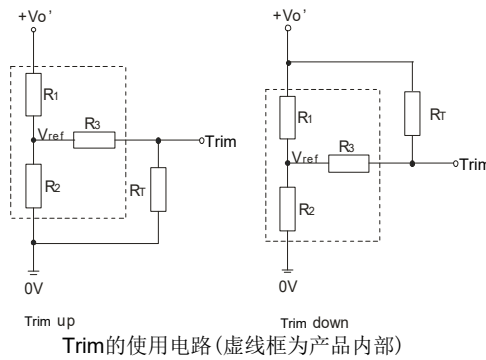 +Vo'
R1
Vref
R3
Trim
R2
RT
0V
Trim up
+Vo'
R1
RT
Vref
R3
Trim
R2
0V
Trim down
Trim的使用电路(虚线框为产品内部)